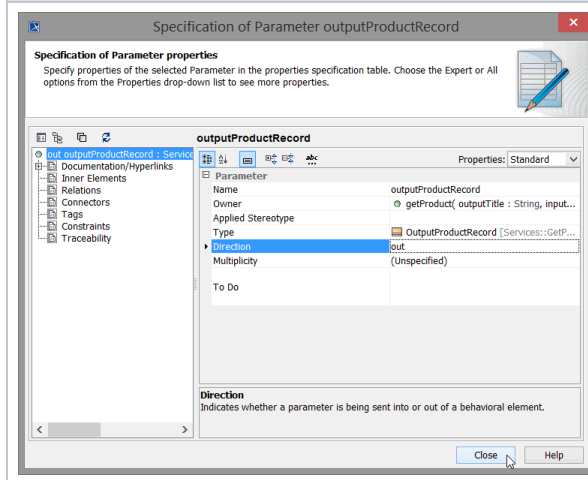 Specification of Parameter outputProductRecord
Specification of Parameter properties
Specify properties of the selected Parameter in the properties specification table. Choose the Expert or All
options from the Properties drop-down list to see more properties.
outputProductRecord
out outputProductRecord : Service
Documentation/Hyperlinks
Inner Elements
Relations
Connectors
Tags
Constraints
Traceability
Properties: Standard
Parameter
Name outputProductRecord
Owner getProduct( outputTitle : String, input...
Applied Stereotype
Type OutputProductRecord [Services::GetP...
Direction out
Multiplicity (Unspecified)
To Do
Direction
Indicates whether a parameter is being sent into or out of a behavioral element.
Close Help